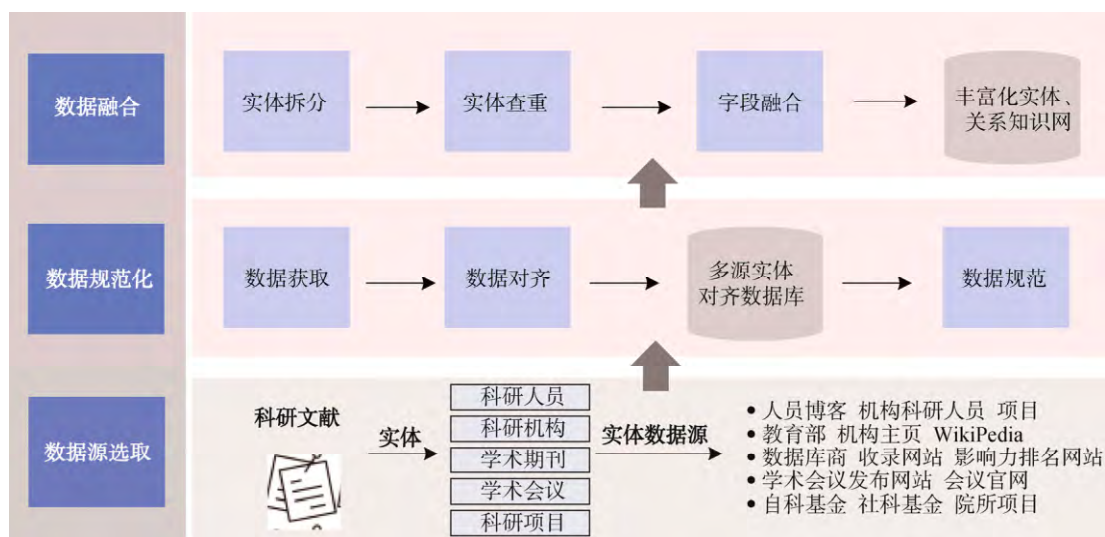 数据融合
实体拆分
实体查重
字段融合
丰富化实体、
关系知识网
数据规范化
数据获取
数据对齐
多源实体
对齐数据库
数据规范
数据源选取
科研文献
实体
科研人员
科研机构
学术期刊
学术会议
科研项目
实体数据源
•人员博客 机构科研人员 项目
•教育部 机构主页 WikiPedia
•数据库商 收录网站 影响力排名网站
•学术会议发布网站 会议官网
•自科基金 社科基金 院所项目